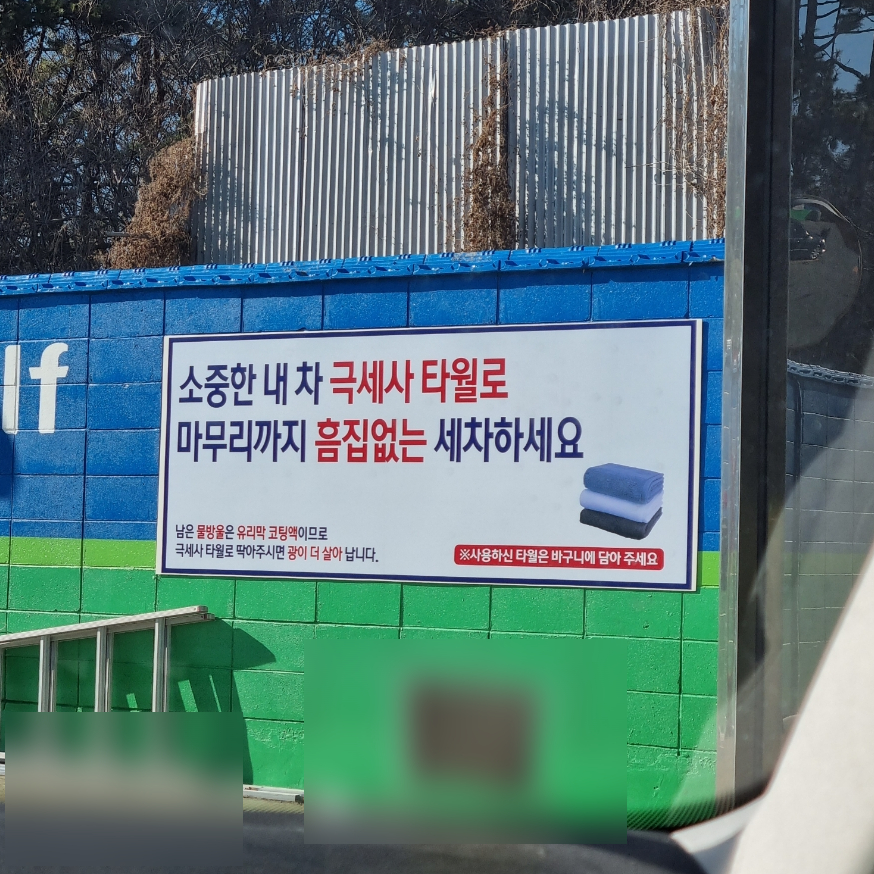 lf
소중한 내 차 극세사 타월로
마무리까지 흠집없는 세차하세요
남은 물방울은 유리막 코팅액이므로
극세사 타월로 딱아주시면 광이 더 살아 납니다.
※사용하신 타월은 바구니에 담아 주세요